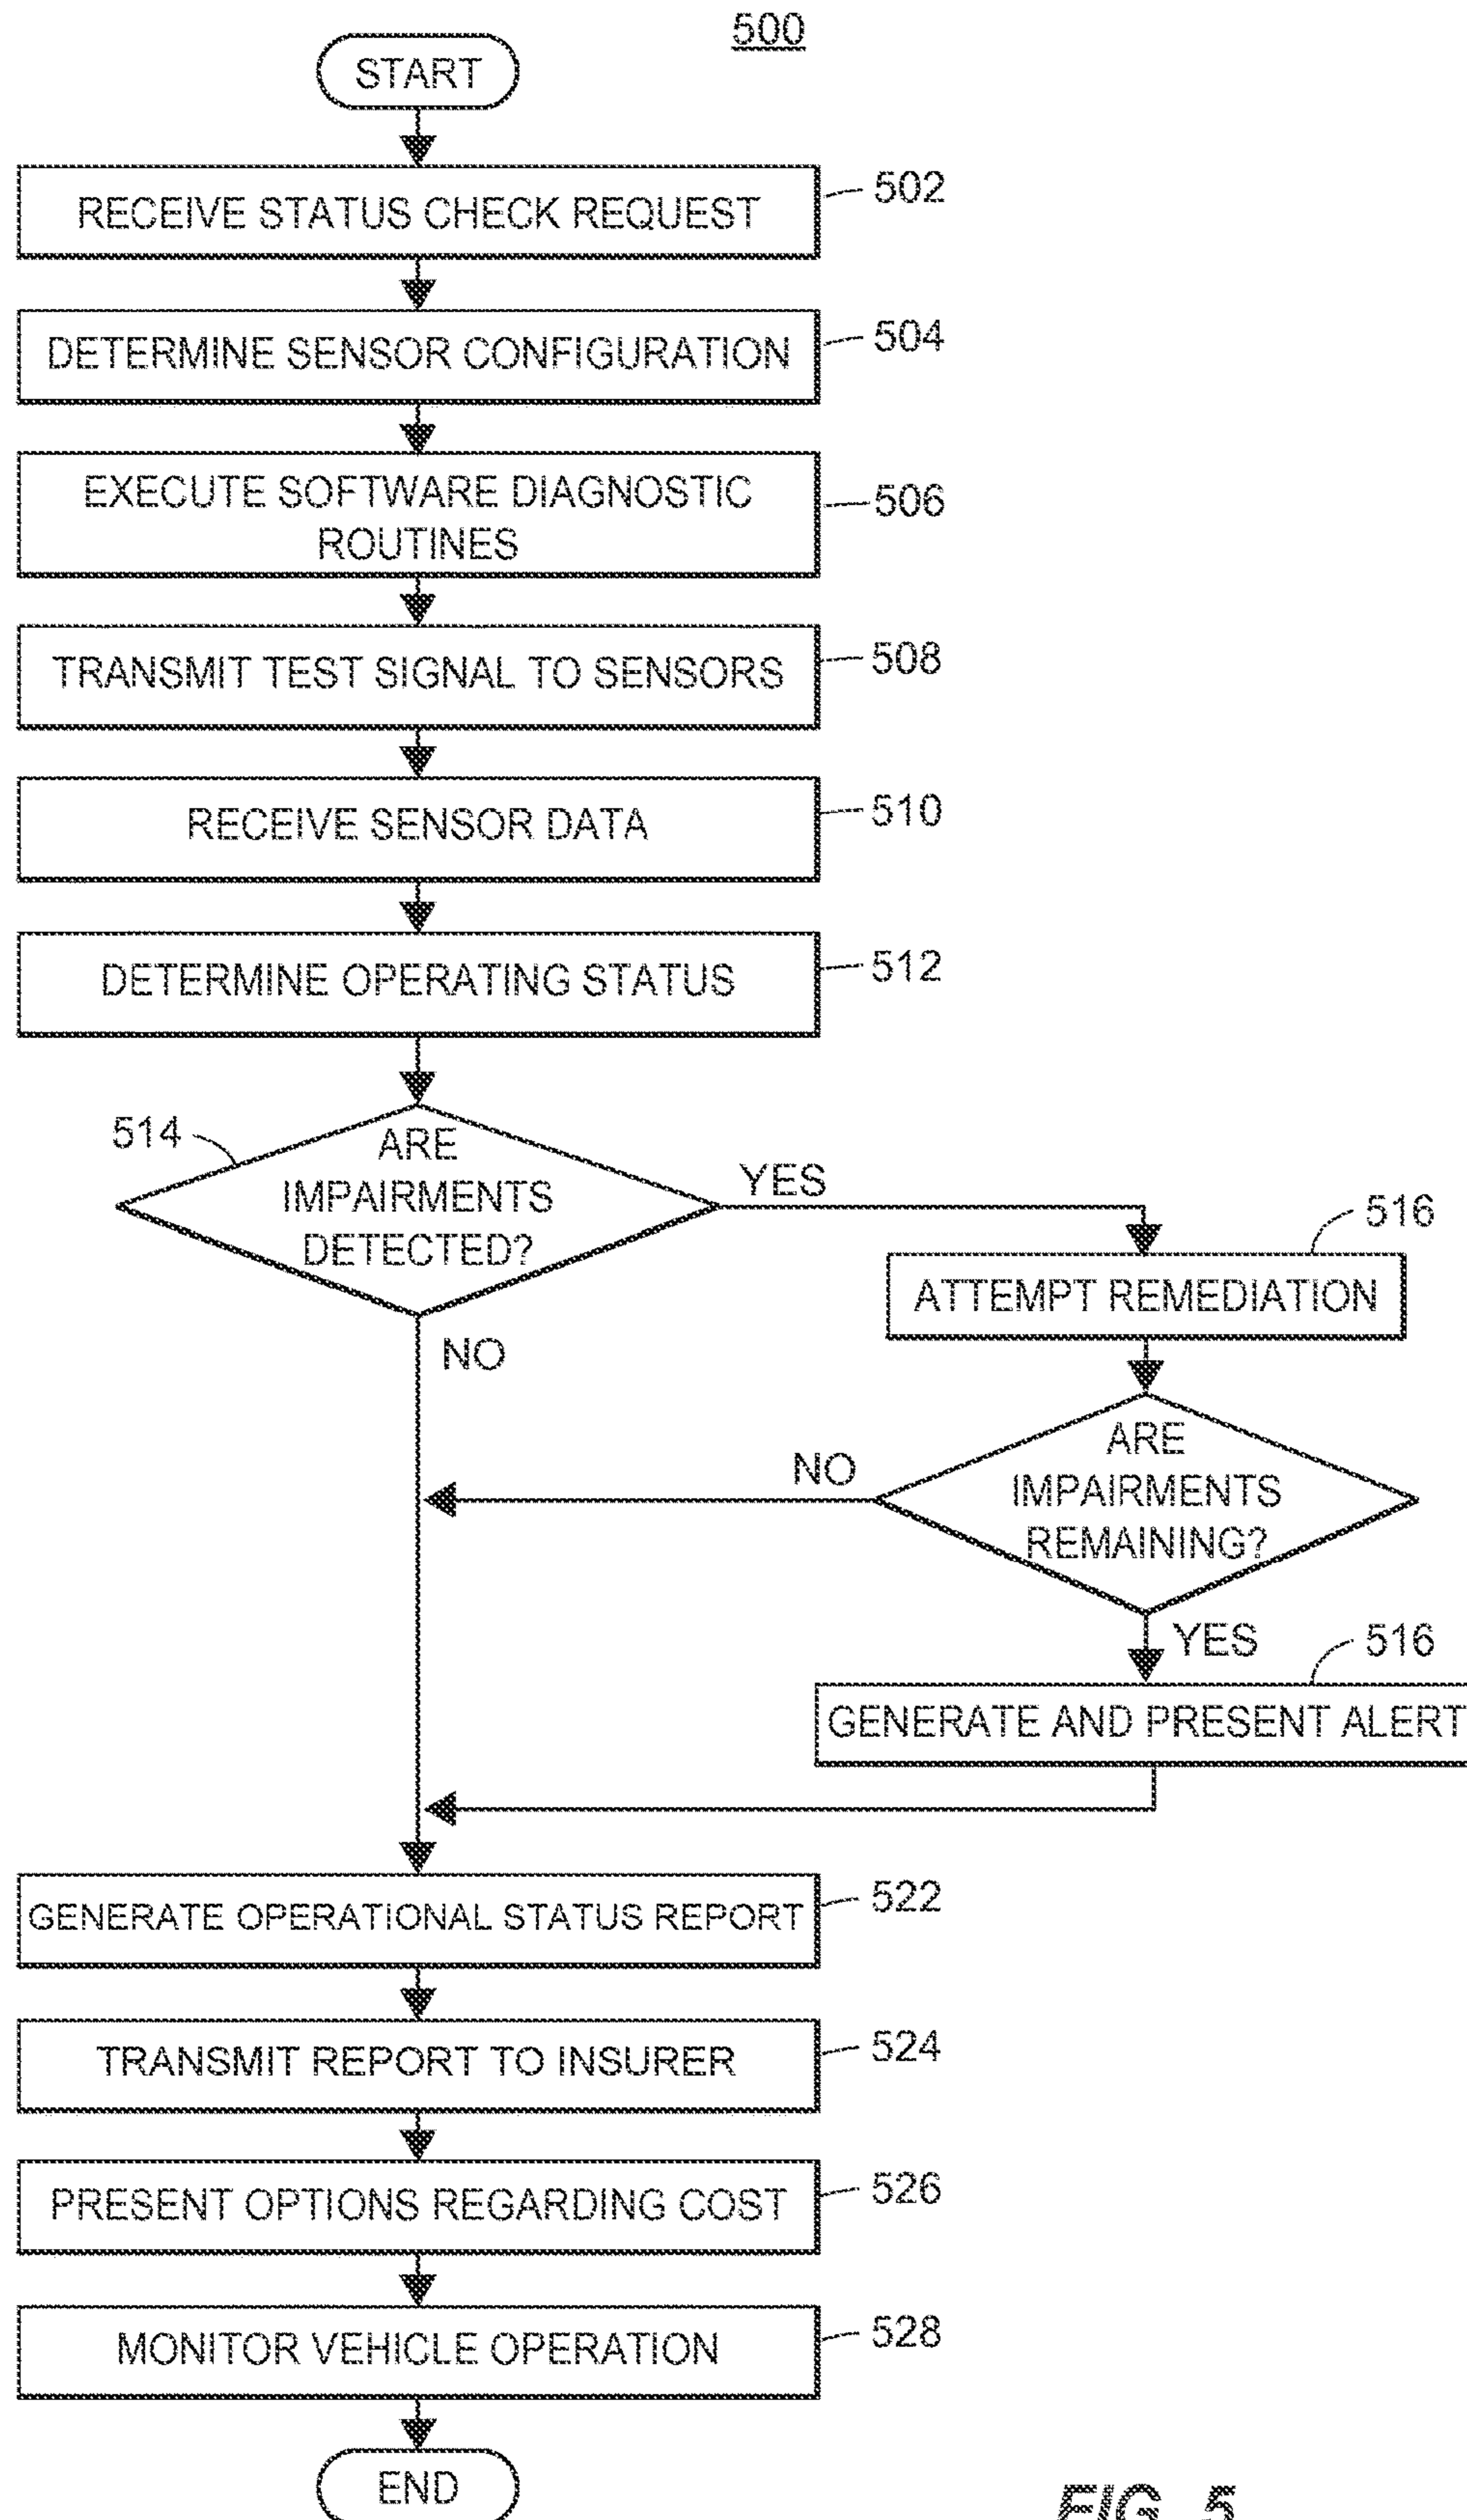 500
START
RECEIVE STATUS CHECK REQUEST
502
DETERMINE SENSOR CONFIGURATION
504
EXECUTE SOFTWARE DIAGNOSTIC
ROUTINES
506
TRANSMIT TEST SIGNAL TO SENSORS
508
RECEIVE SENSOR DATA
510
DETERMINE OPERATING STATUS
512
514
ARE
IMPAIRMENTS
DETECTED?
YES
NO
516
ATTEMPT REMEDIATION
ARE
IMPAIRMENTS
REMAINING?
NO
YES
516
GENERATE AND PRESENT ALERT
GENERATE OPERATIONAL STATUS REPORT
522
TRANSMIT REPORT TO INSURER
524
PRESENT OPTIONS REGARDING COST
526
MONITOR VEHICLE OPERATION
528
END
FIG. 5